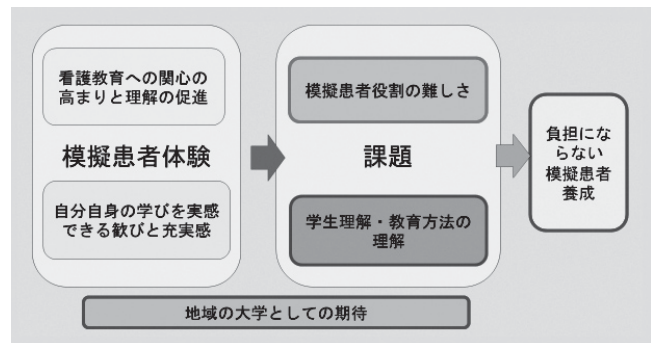 看護教育への関心の
高まりと理解の促進
模擬患者体験
自分自身の学びを実感
できる歓びと充実感
模擬患者役割の難しさ
課題
学生理解・教育方法の
理解
負担にな
らない
模擬患者
養成
地域の大学としての期待